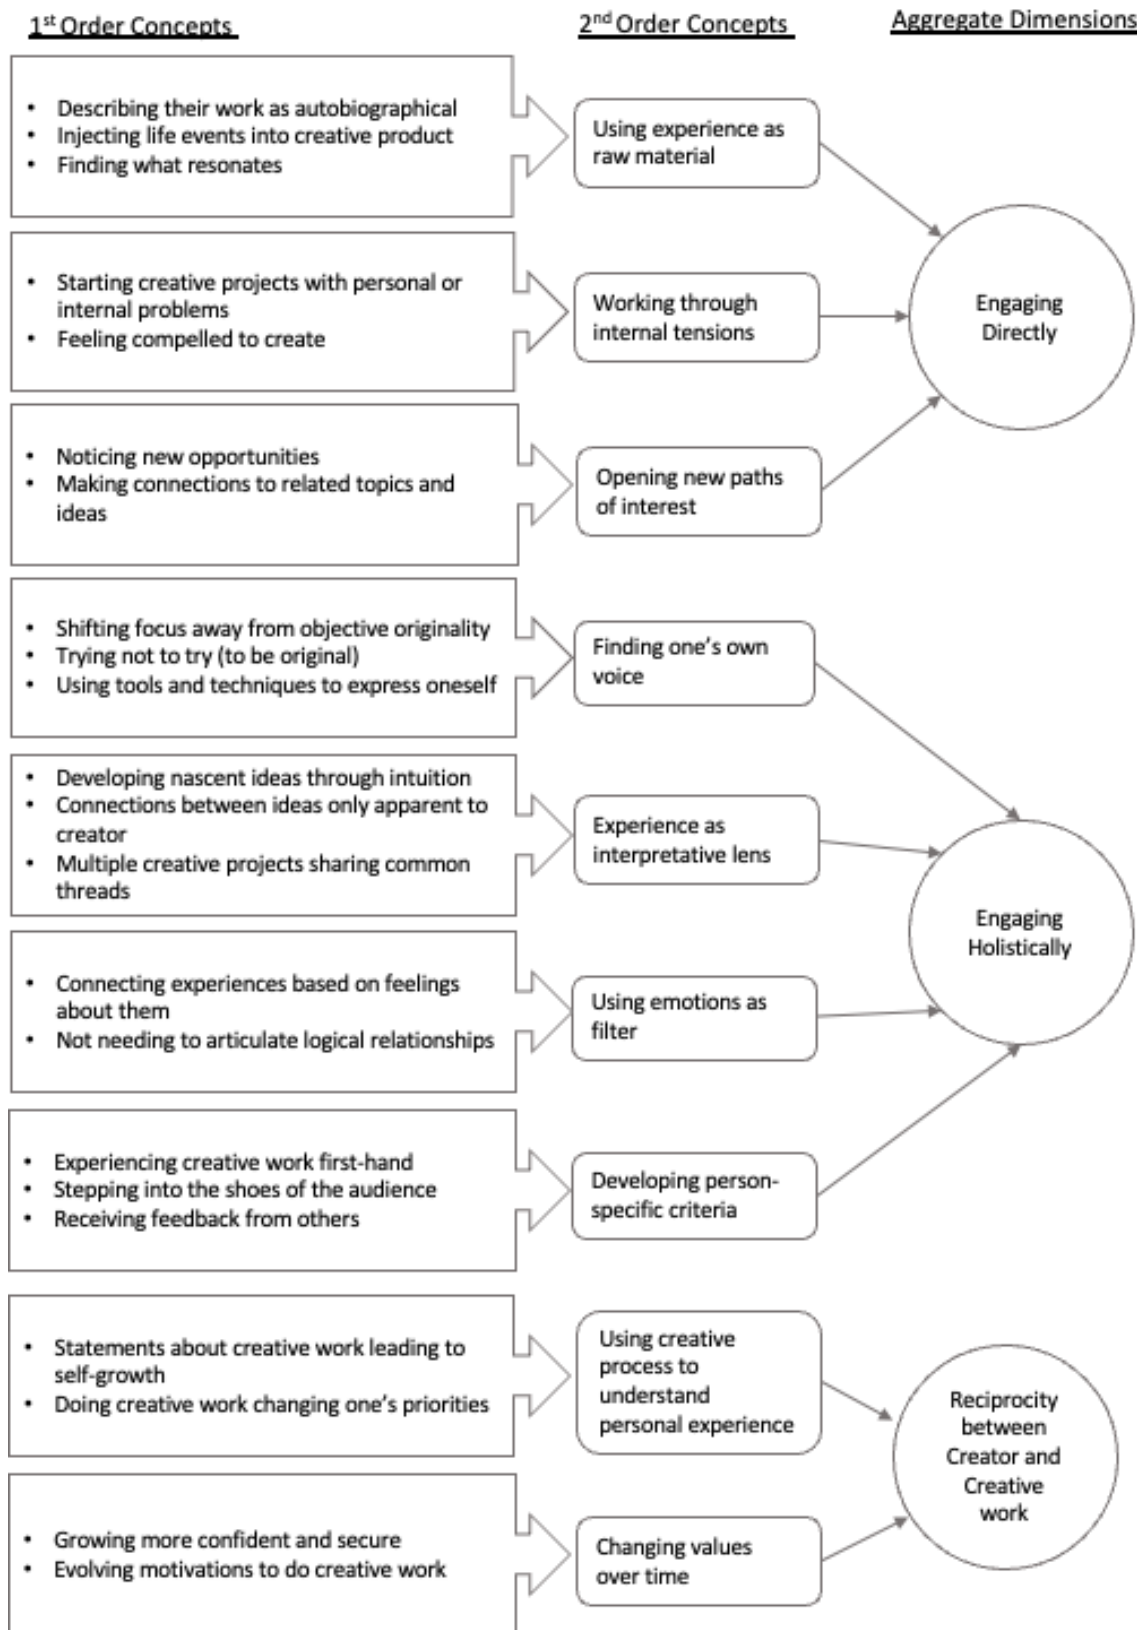 1st Order Concepts
2nd Order Concepts
Aggregate Dimensions
• Describing their work as autobiographical
• Injecting life events into creative product
• Finding what resonates
Using experience as
raw material
• Starting creative projects with personal or
internal problems
• Feeling compelled to create
Working through
internal tensions
Engaging
Directly
• Noticing new opportunities
• Making connections to related topics and
ideas
Opening new paths
of interest
• Shifting focus away from objective originality
• Trying not to try (to be original)
• Using tools and techniques to express oneself
Finding one's own
voice
• Developing nascent ideas through intuition
• Connections between ideas only apparent to
creator
• Multiple creative projects sharing common
threads
Experience as
interpretative lens
Engaging
Holistically
• Connecting experiences based on feelings
about them
• Not needing to articulate logical relationships
Using emotions as
filter
• Experiencing creative work first-hand
• Stepping into the shoes of the audience
• Receiving feedback from others
Developing person-
specific criteria
• Statements about creative work leading to
self-growth
• Doing creative work changing one's priorities
Using creative
process to
understand
personal experience
Reciprocity
between
Creator and
Creative
work
• Growing more confident and secure
• Evolving motivations to do creative work
Changing values
over time